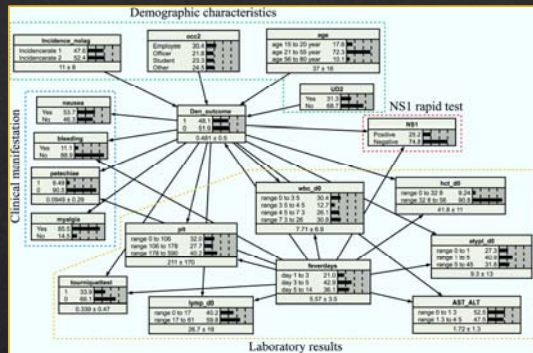 Demographic characteristics
Incidence_nolag
Incidencerate 1 47.6
Incidencerate 2 52.4
11 ± 8
occ2
Employee 30.4
Officer 21.8
Student 23.3
Other 24.5
age
age 15 to 20 year 17.6
age 21 to 55 year 72.3
age 56 to 80 year 10.1
37 ± 16
UD2
Yes 31.3
No 68.7
Den_outcome
1 48.1
0 51.9
0.481 ± 0.5
NS1 rapid test
NS1
Positive 25.2
Negative 74.8
Clinical manifestation
nausea
Yes 53.7
No 46.3
bleeding
Yes 11.1
No 88.9
petechiae
1 9.49
0 90.5
0.0949 ± 0.29
myalgia
Yes 85.5
No 14.5
wbc_d0
range 0 to 3 5 30.4
range 3 5 to 4 5 12.7
range 4 5 to 7 3 26.1
range 7 3 to 26 30.8
7.71 ± 6.9
hct_d0
range 0 to 32 8 9.24
range 32 8 to 56 90.8
41.8 ± 11
plt
range 0 to 106 32.0
range 106 to 178 27.7
range 178 to 590 40.2
211 ± 170
feverdays
day 1 to 3 21.0
day 3 to 5 42.9
day 5 to 14 36.1
5.57 ± 3.5
atypl_d0
range 0 to 1 27.3
range 1 to 5 40.9
range 5 to 45 31.8
9.3 ± 13
tourniquettest
1 33.9
0 66.1
0.339 ± 0.47
lymp_d0
range 0 to 17 40.2
range 17 to 61 59.8
26.7 ± 18
AST_ALT
range 0 to 1 3 52.5
range 1.3 to 4 5 47.5
1.72 ± 1.3
Laboratory results